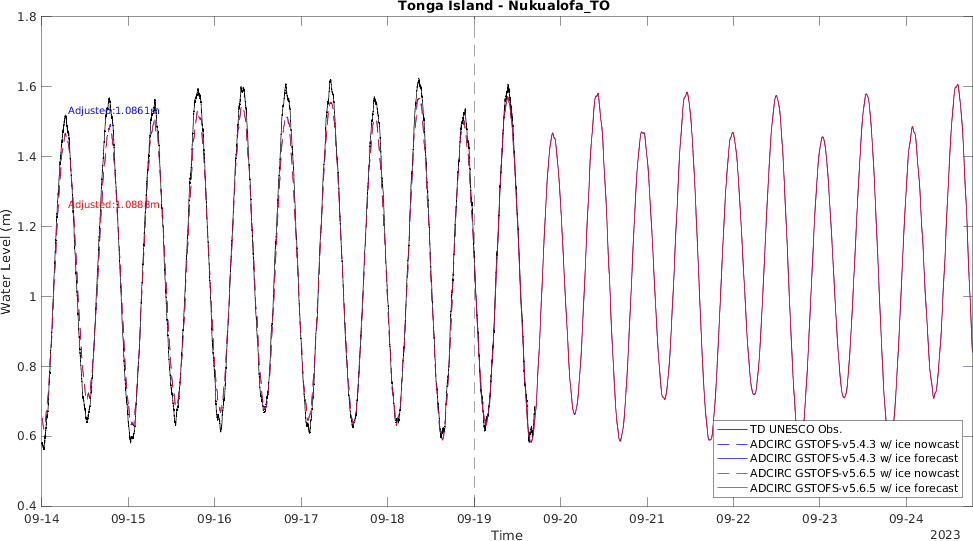 Tonga Island - Nukualofa_TO
1.8
1.6
1.4
1.2
1
0.8
0.6
0.4
Water Level (m)
Adjusted:1.0861m
Adjusted:1.0888m
TD UNESCO Obs.
ADCIRC GSTOFS-v5.4.3 w/ ice nowcast
ADCIRC GSTOFS-v5.4.3 w/ ice forecast
ADCIRC GSTOFS-v5.6.5 w/ ice nowcast
ADCIRC GSTOFS-v5.6.5 w/ ice forecast
09-14 09-15 09-16 09-17 09-18 09-19 09-20 09-21 09-22 09-23 09-24
Time
2023